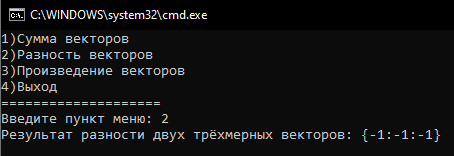 C:\WINDOWS\system32\cmd.exe
1)Сумма векторов
2)Разность векторов
3)Произведение векторов
4)Выход
====================
Введите пункт меню: 2
Результат разности двух трёхмерных векторов: {-1:-1:-1}